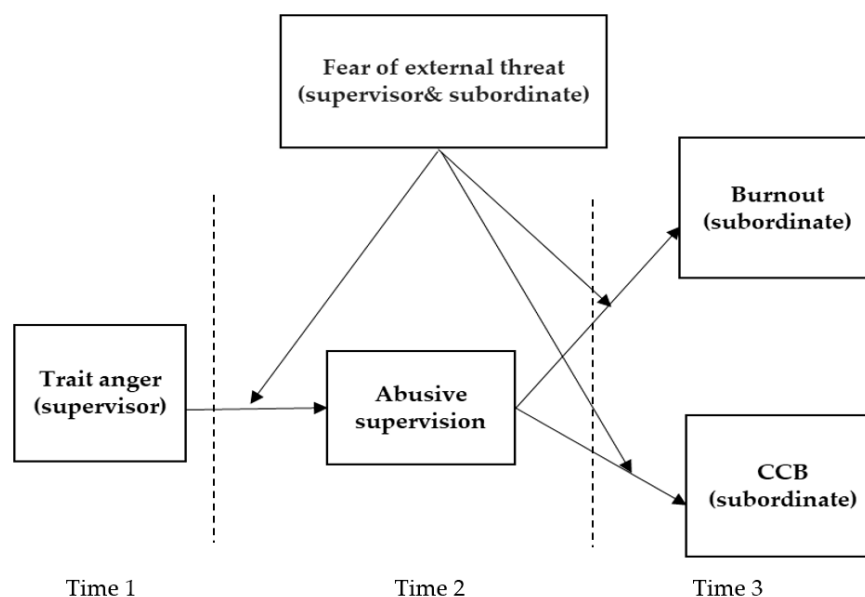 Fear of external threat
(supervisor& subordinate)
Burnout
(subordinate)
Trait anger
(supervisor)
Abusive
supervision
CCB
(subordinate)
Time 1
Time 2
Time 3